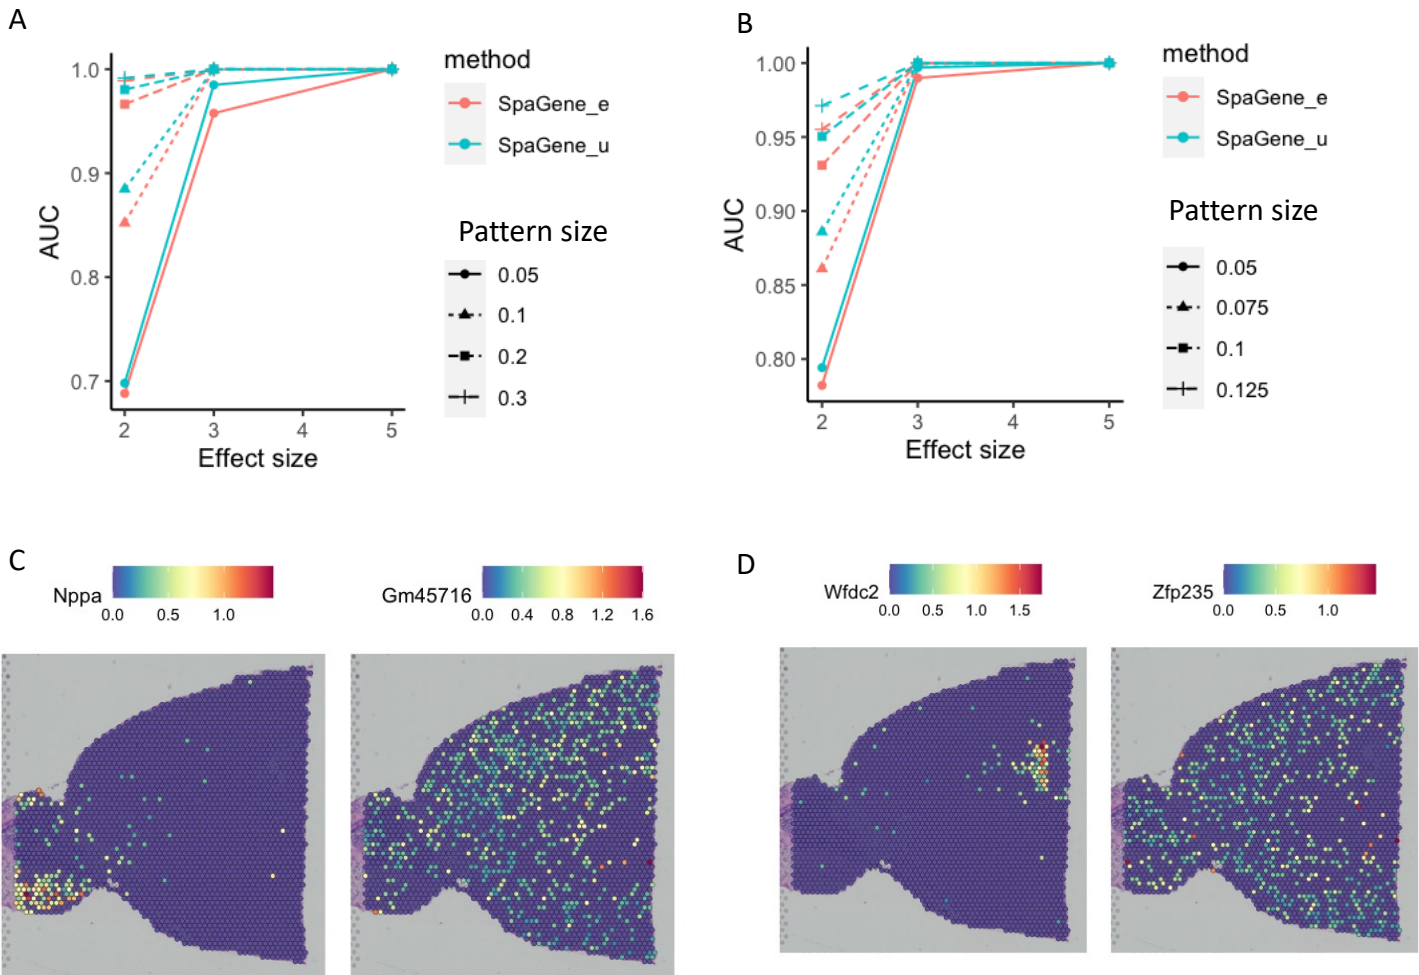 A
1.0
0.9
0.8
0.7
AUC
2
3
4
5
Effect size
method
SpaGene_e
SpaGene_u
Pattern size
0.05
0.1
0.2
0.3
B
1.00
0.95
0.90
0.85
0.80
AUC
2
3
4
5
Effect size
method
SpaGene_e
SpaGene_u
Pattern size
0.05
0.075
0.1
0.125
C
Nppa
0.0 0.5 1.0
Gm45716
0.0 0.4 0.8 1.2 1.6
D
Wfdc2
0.0 0.5 1.0 1.5
Zfp235
0.0 0.5 1.0